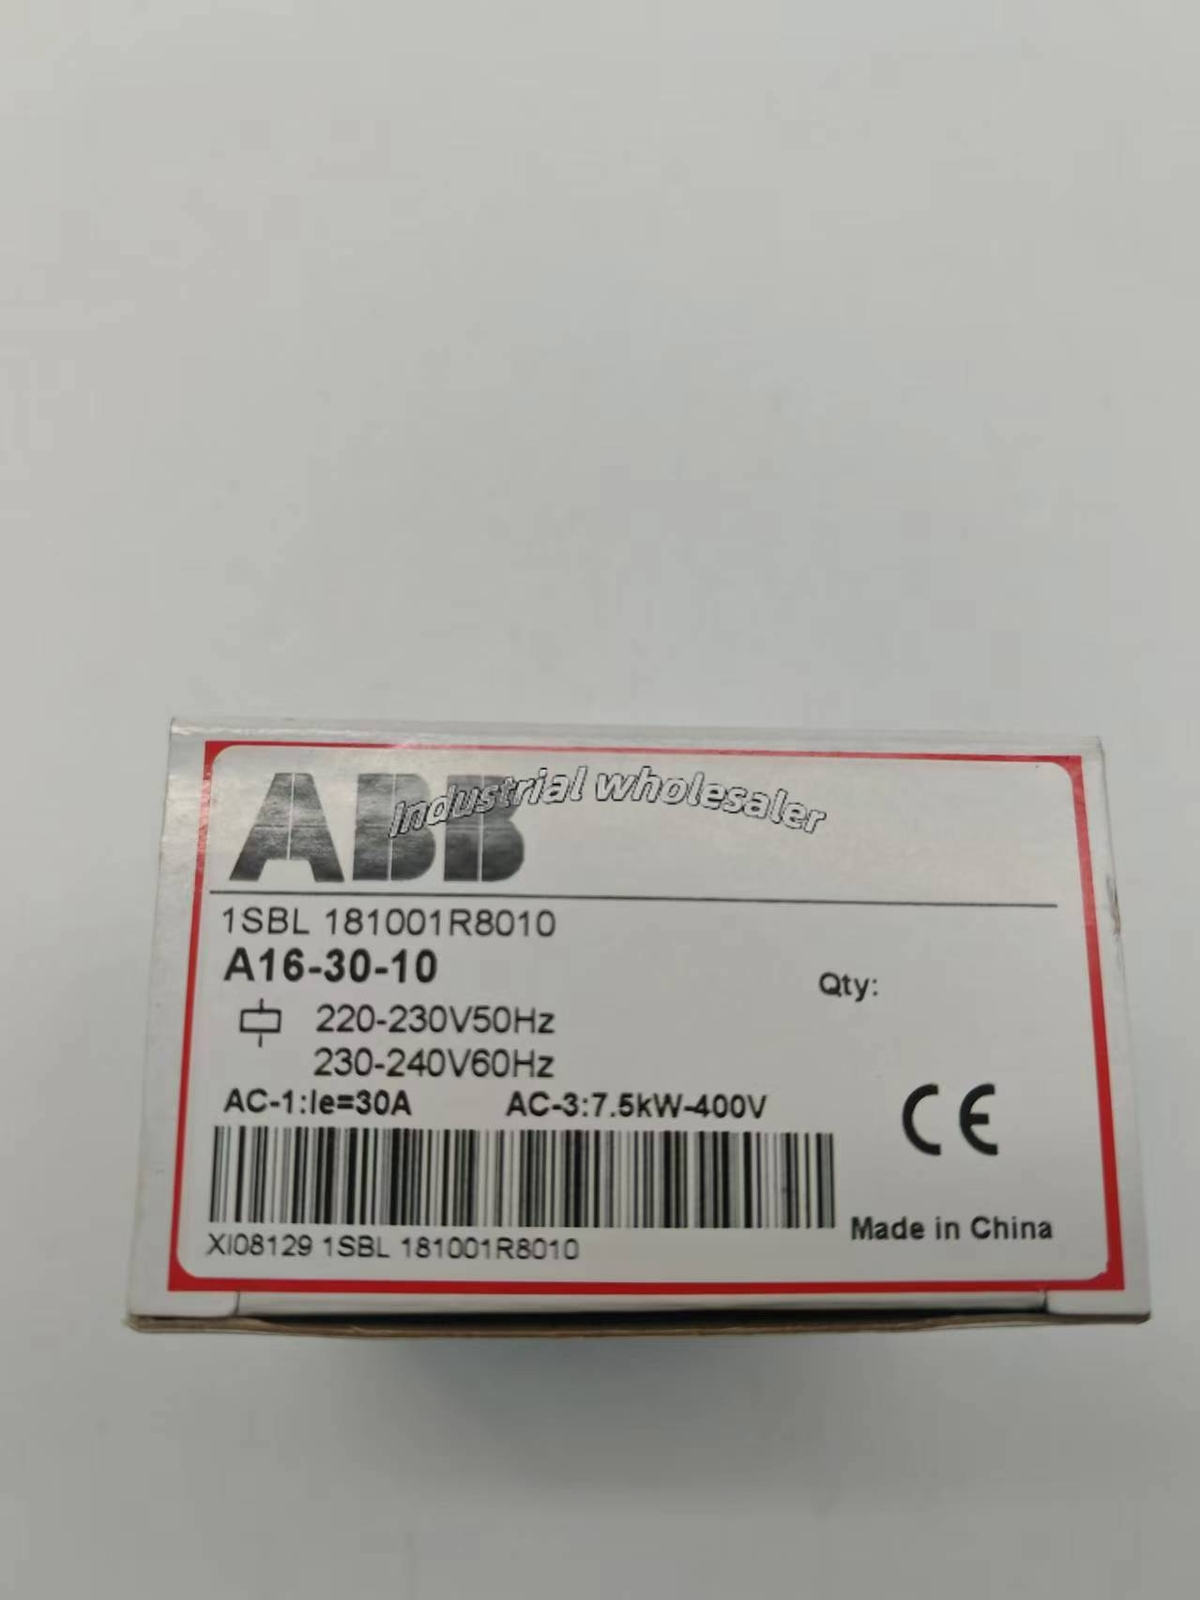 ABB
Industrial wholesaler
1SBL 181001R8010
A16-30-10
Qty:
220-230V50Hz
230-240V60Hz
AC-1:Ie=30A AC-3:7.5kW-400V
CE
Made in China
XI08129 1SBL 181001R8010